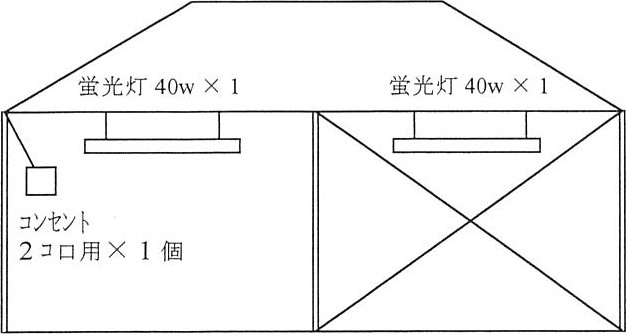 蛍光灯 40w × 1
蛍光灯 40w × 1
コンセント
2コロ用× 1 個